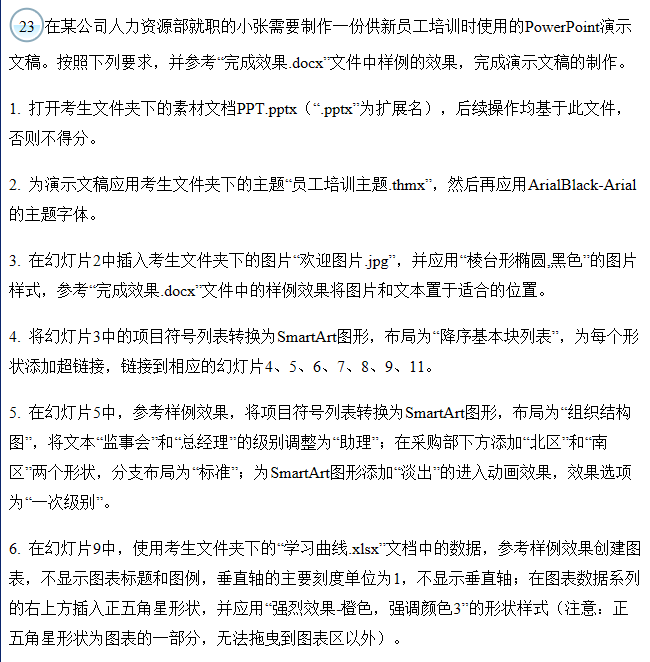 23 在某公司人力资源部就职的小张需要制作一份供新员工培训时使用的PowerPoint演示
文稿。按照下列要求，并参考“完成效果.docx”文件中样例的效果，完成演示文稿的制作。
1. 打开考生文件夹下的素材文档PPT.pptx（“.pptx”为扩展名），后续操作均基于此文件，
否则不得分。
2. 为演示文稿应用考生文件夹下的主题“员工培训主题.thmx”，然后再应用ArialBlack-Arial
的主题字体。
3. 在幻灯片2中插入考生文件夹下的图片“欢迎图片.jpg”，并应用“棱台形椭圆,黑色”的图片
样式，参考“完成效果.docx”文件中的样例效果将图片和文本置于适合的位置。
4. 将幻灯片3中的项目符号列表转换为SmartArt图形，布局为“降序基本块列表”，为每个形
状添加超链接，链接到相应的幻灯片4、5、6、7、8、9、11。
5. 在幻灯片5中，参考样例效果，将项目符号列表转换为SmartArt图形，布局为“组织结构
图”，将文本“监事会”和“总经理”的级别调整为“助理”；在采购部下方添加“北区”和“南
区”两个形状，分支布局为“标准”；为SmartArt图形添加“淡出”的进入动画效果，效果选项
为“一次级别”。
6. 在幻灯片9中，使用考生文件夹下的“学习曲线.xlsx”文档中的数据，参考样例效果创建图
表，不显示图表标题和图例，垂直轴的主要刻度单位为1，不显示垂直轴；在图表数据系列
的右上方插入正五角星形状，并应用“强烈效果-橙色，强调颜色3”的形状样式（注意：正
五角星形状为图表的一部分，无法拖曳到图表区以外）。